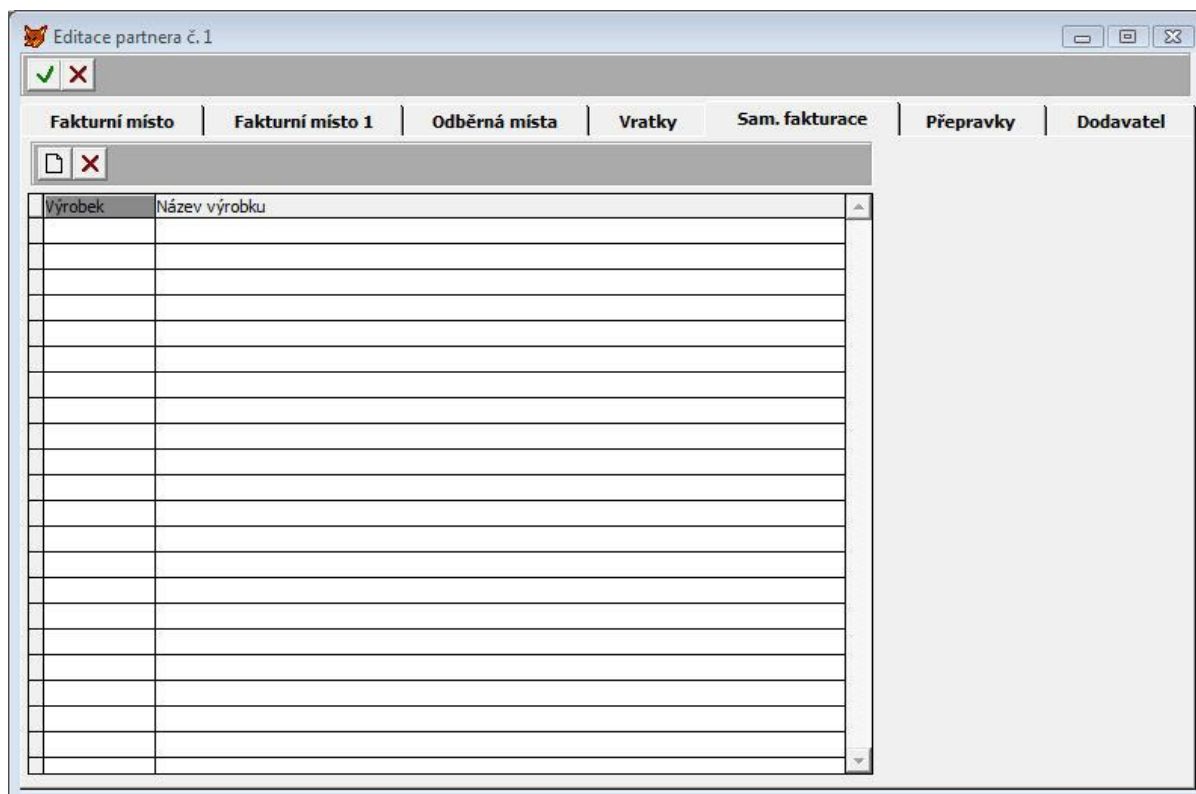 Editace partnera č. 1
Fakturní místo Fakturní místo 1 Odběrná místa Vratky Sam. fakturace Přepravky Dodavatel
Výrobek Název výrobku